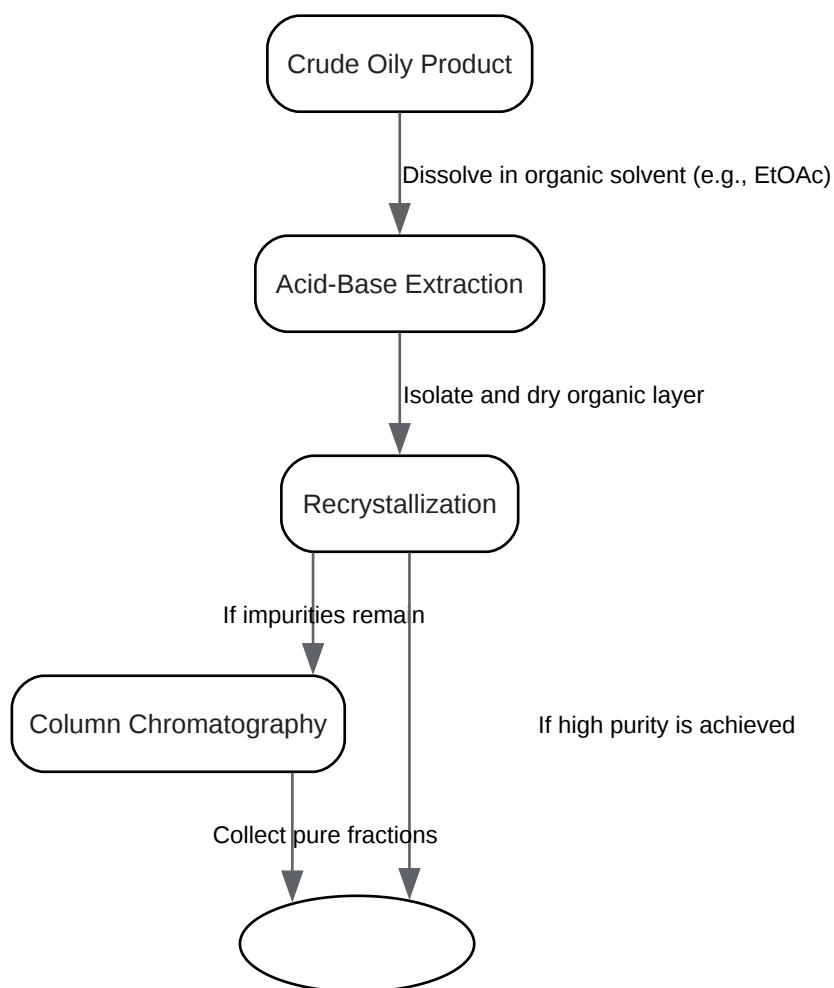 Crude Oily Product
Dissolve in organic solvent (e.g., EtOAc)
Acid-Base Extraction
Isolate and dry organic layer
Recrystallization
If impurities remain
Column Chromatography
If high purity is achieved
Collect pure fractions